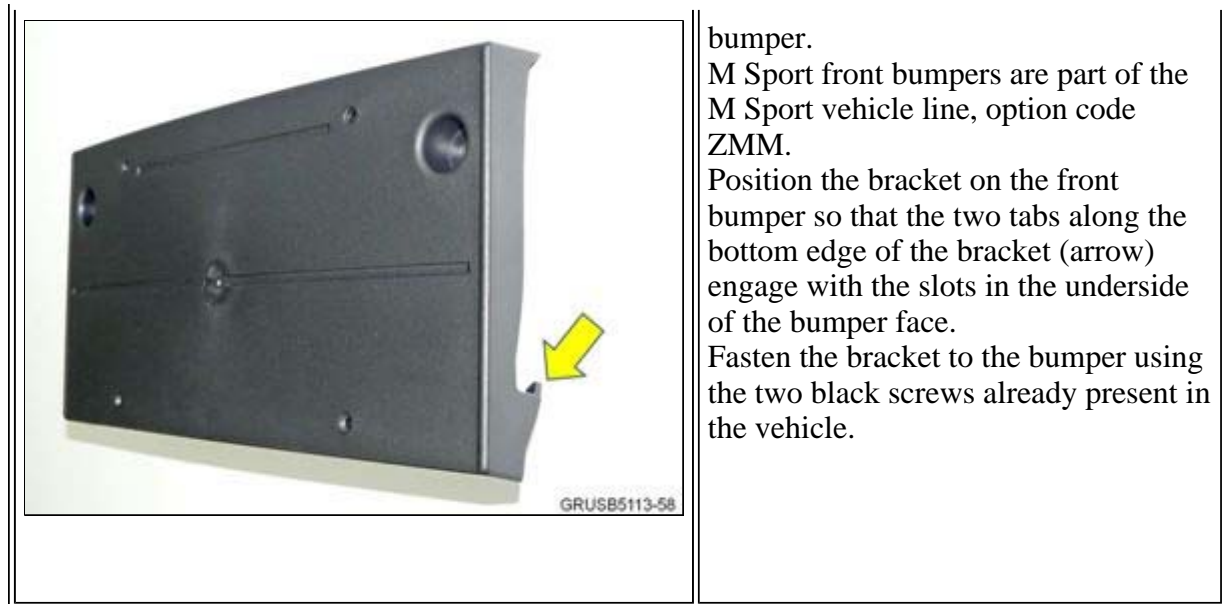 bumper.
M Sport front bumpers are part of the
M Sport vehicle line, option code
ZMM.
Position the bracket on the front
bumper so that the two tabs along the
bottom edge of the bracket (arrow)
engage with the slots in the underside
of the bumper face.
Fasten the bracket to the bumper using
the two black screws already present in
the vehicle.
GRUSB5113-58